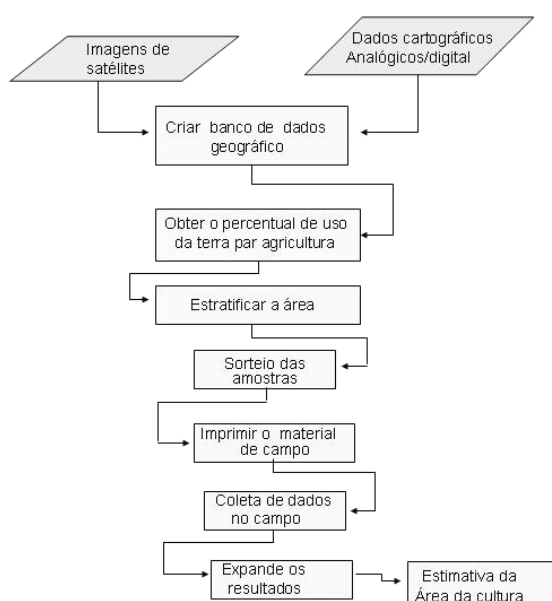 Imagens de
satélites
Dados cartográficos
Analógicos/digital
Criar banco de dados
geográfico
Obter o percentual de uso
da terra par agricultura
Estratificar a área
Sorteio das
amostras
Imprimir o material
de campo
Coleta de dados
no campo
Expande os
resultados
Estimativa da
Área da cultura